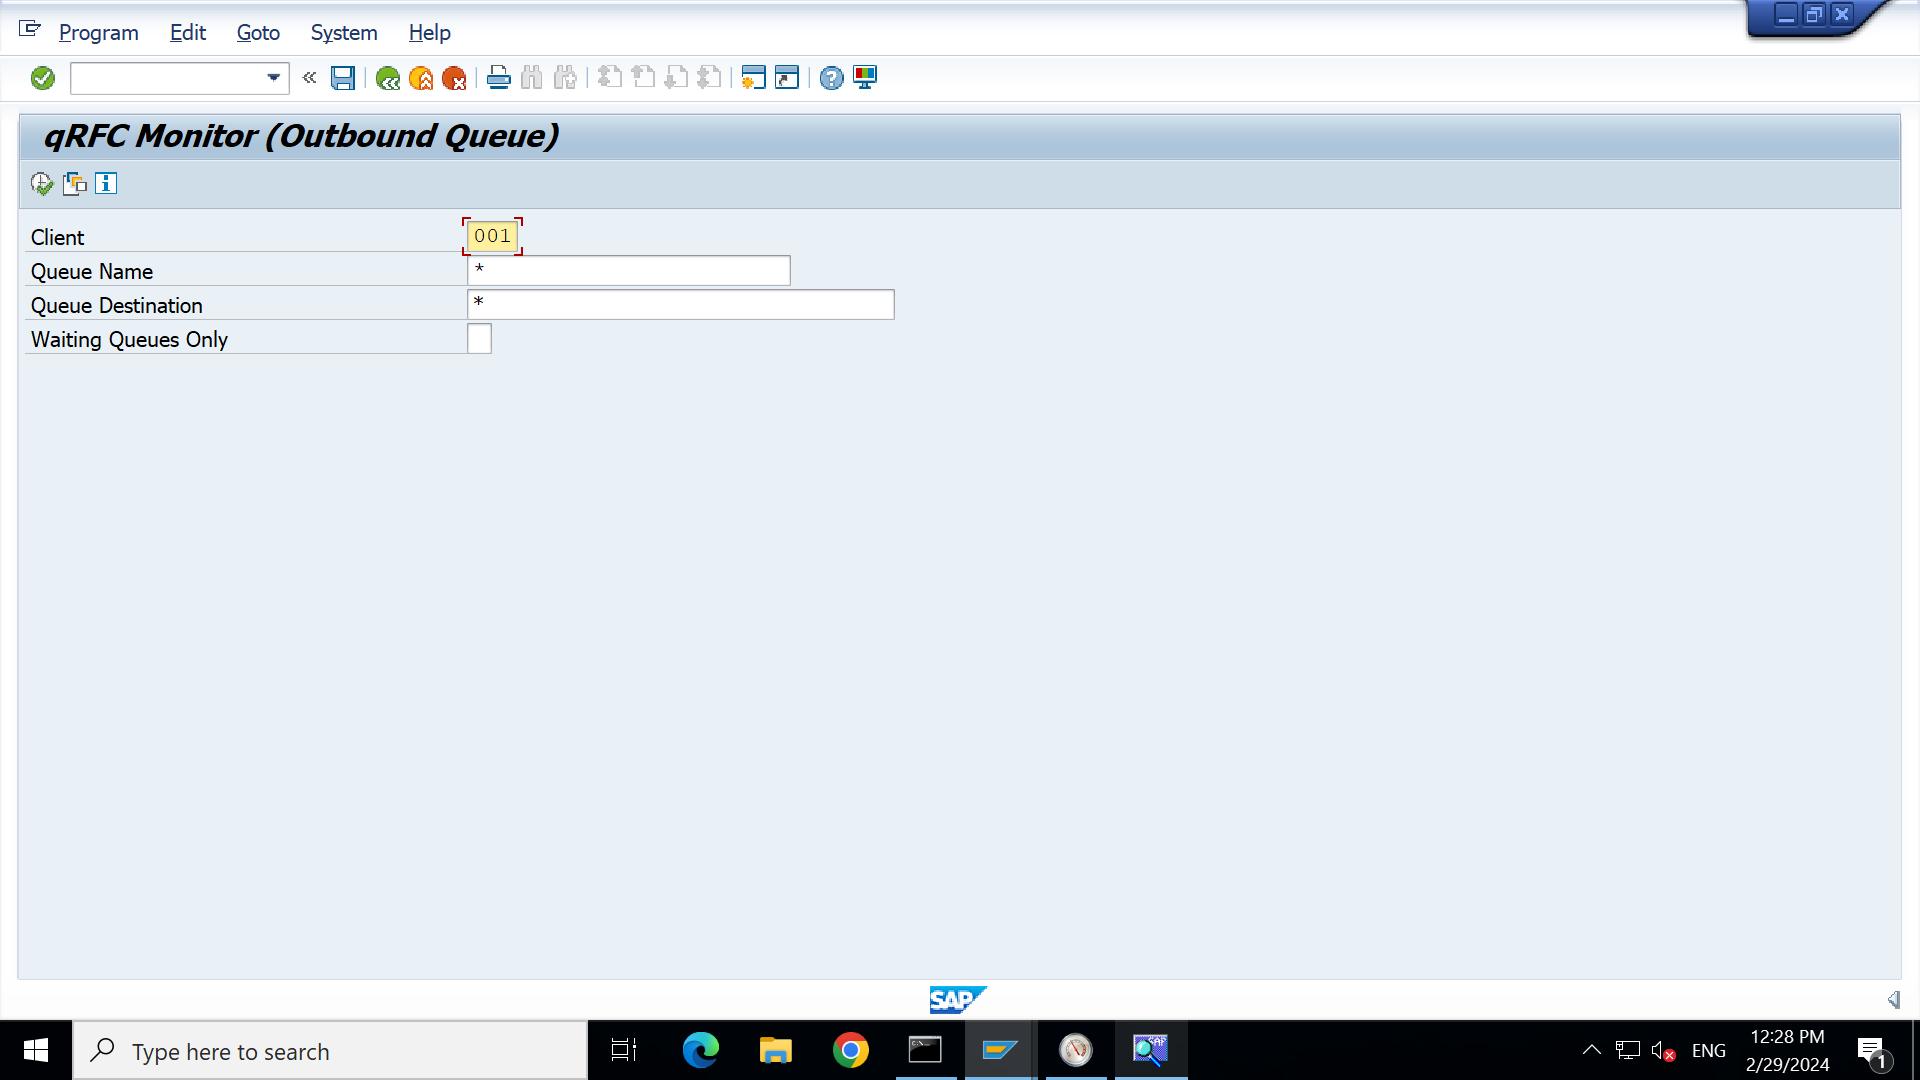 Program Edit Goto System Help
qRFC Monitor (Outbound Queue)
Client 001
Queue Name *
Queue Destination *
Waiting Queues Only
SAP
Type here to search
ENG
12:28 PM
2/29/2024
1